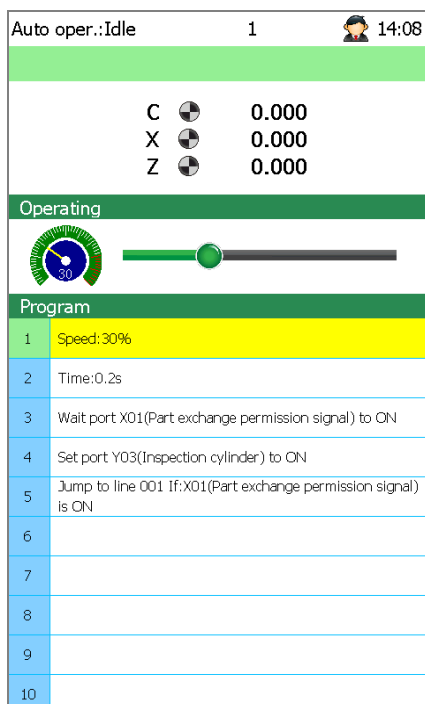 Auto oper.:Idle 1 14:08
C 0.000
X 0.000
Z 0.000
Operating
30
Program
1 Speed:30%
2 Time:0.2s
3 Wait port X01(Part exchange permission signal) to ON
4 Set port Y03(Inspection cylinder) to ON
5 Jump to line 001 If:X01(Part exchange permission signal)
is ON
6
7
8
9
10